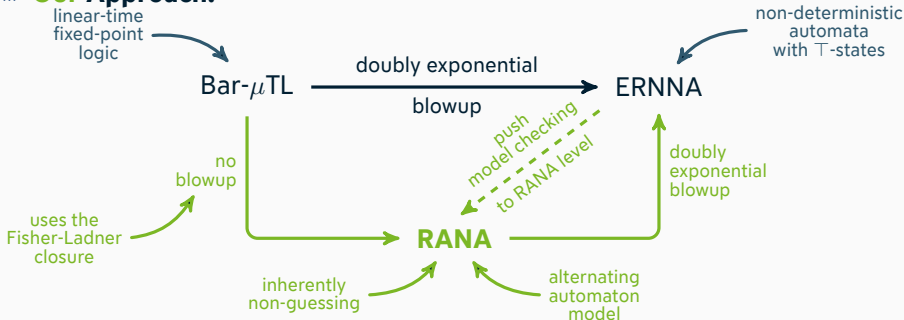 Our Approach:
linear-time
fixed-point
logic
non-deterministic
automata
with ⊤-states
Bar-μTL
doubly exponential
blowup
ERNNA
push
model checking
to RANA level
no
blowup
doubly
exponential
blowup
uses the
Fisher-Ladner
closure
RANA
inherently
non-guessing
alternating
automaton
model